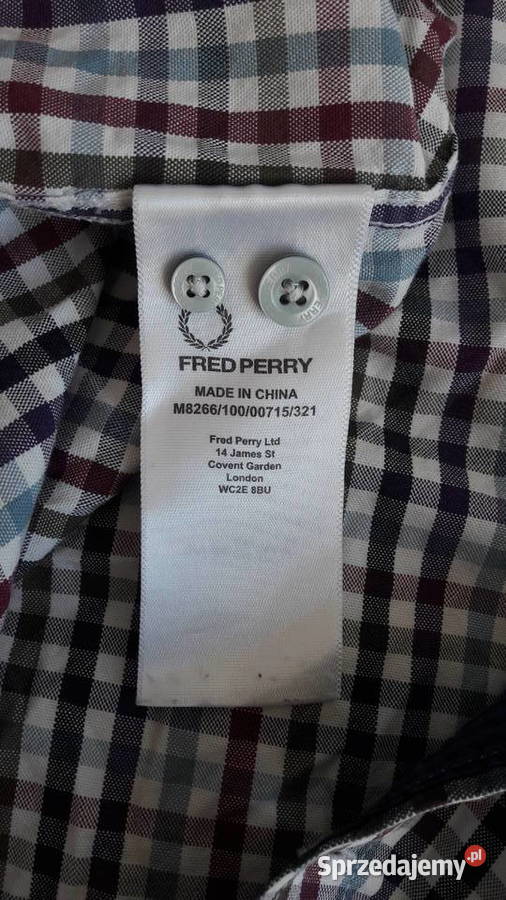 FRED PERRY
MADE IN CHINA
M8266/100/00715/321
Fred Perry Ltd
14 James St
Covent Garden
London
WC2E 8BU
Sprzedajemy.pl